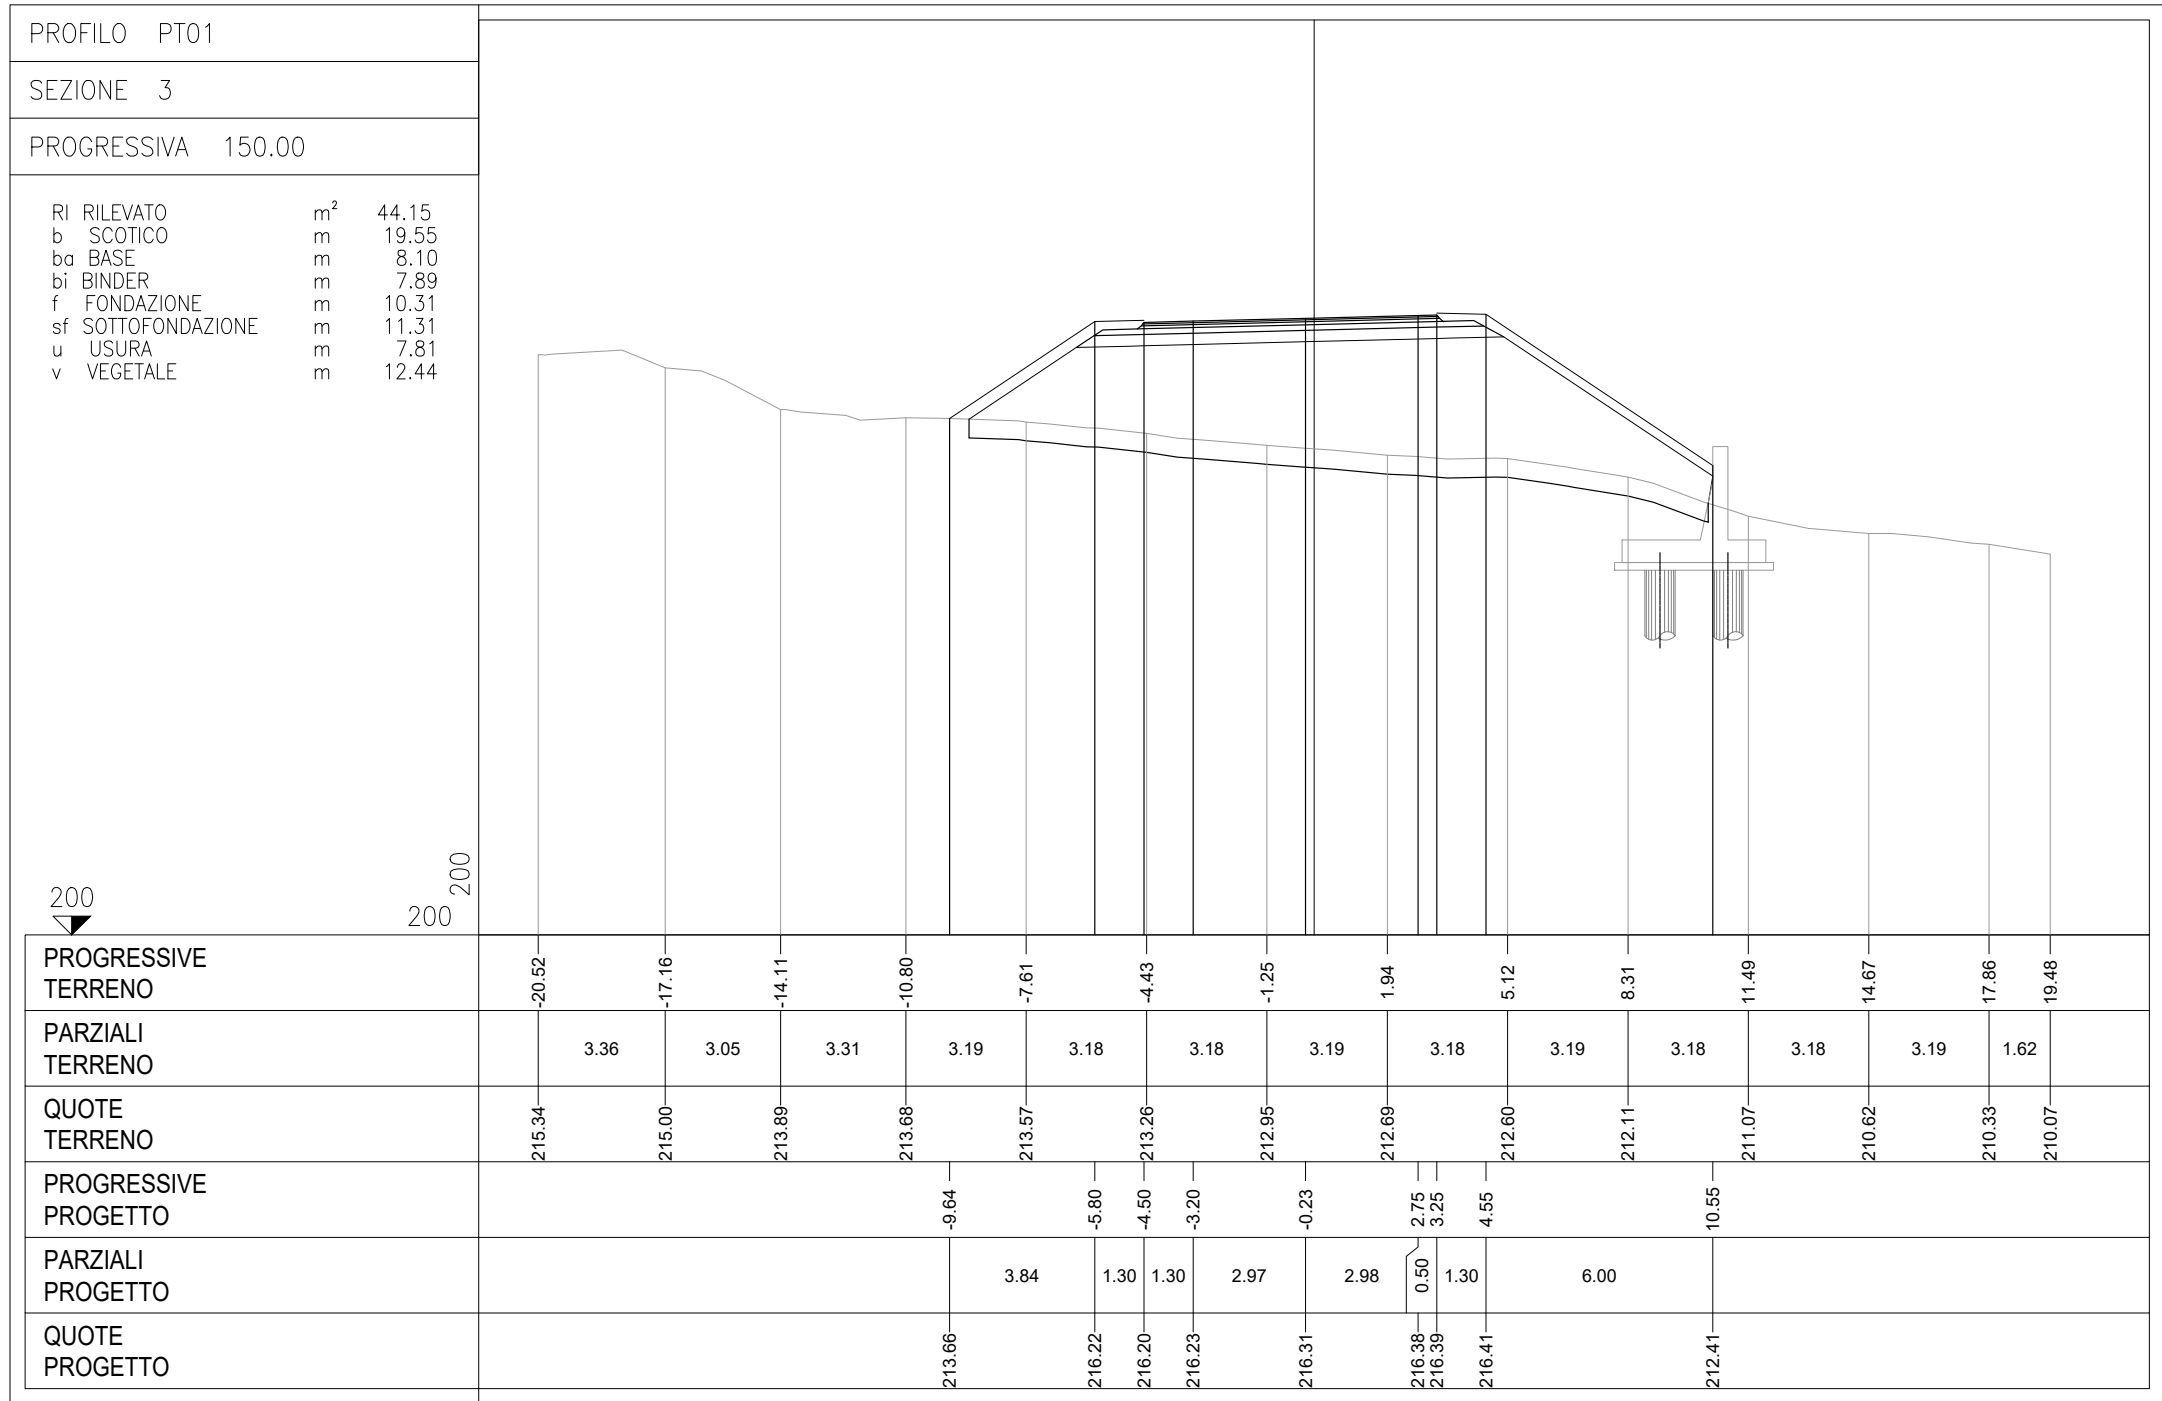 PROFILO PT01
SEZIONE 3
PROGRESSIVA 150.00
RI RILEVATO m² 44.15
b SCOTICO m 19.55
ba BASE m 8.10
bi BINDER m 7.89
f FONDAZIONE m 10.31
sf SOTTOFONDAZIONE m 11.31
u USURA m 7.81
v VEGETALE m 12.44
200
200
200
PROGRESSIVE
TERRENO
-20.52 -17.16 -14.11 -10.80 -7.61 -4.43 -1.25 1.94 5.12 8.31 11.49 14.67 17.86 19.48
PARZIALI
TERRENO
3.36 3.05 3.31 3.19 3.18 3.18 3.19 3.18 3.19 3.18 3.18 3.19 1.62
QUOTE
TERRENO
215.34 215.00 213.89 213.68 213.57 213.26 212.95 212.69 212.60 212.11 211.07 210.62 210.33 210.07
PROGRESSIVE
PROGETTO
-9.64 -5.80 -4.50 -3.20 -0.23 2.75 3.25 4.55 10.55
PARZIALI
PROGETTO
3.84 1.30 1.30 2.97 2.98 0.50 1.30 6.00
QUOTE
PROGETTO
213.66 216.22 216.20 216.23 216.31 216.38 216.39 216.41 212.41